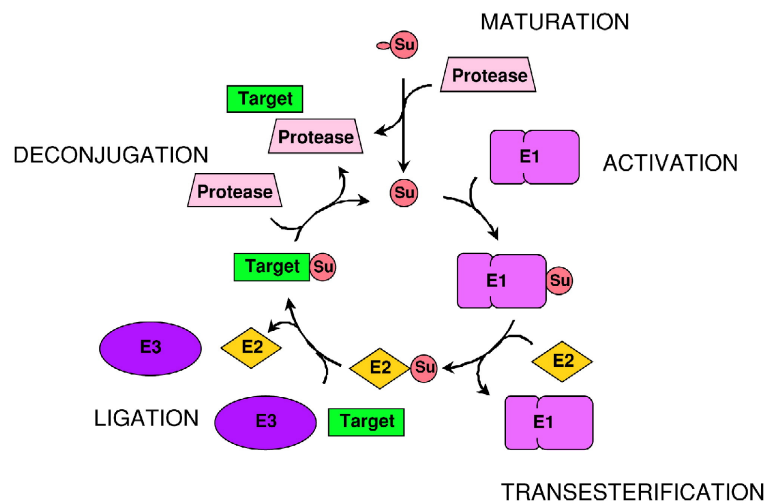 MATURATION
Su
Protease
Target
Protease
E1
DECONJUGATION
ACTIVATION
Protease
Su
Target Su
E1 Su
E3 E2
E2 Su
E2
LIGATION
E3 Target
E1
TRANSESTERIFICATION